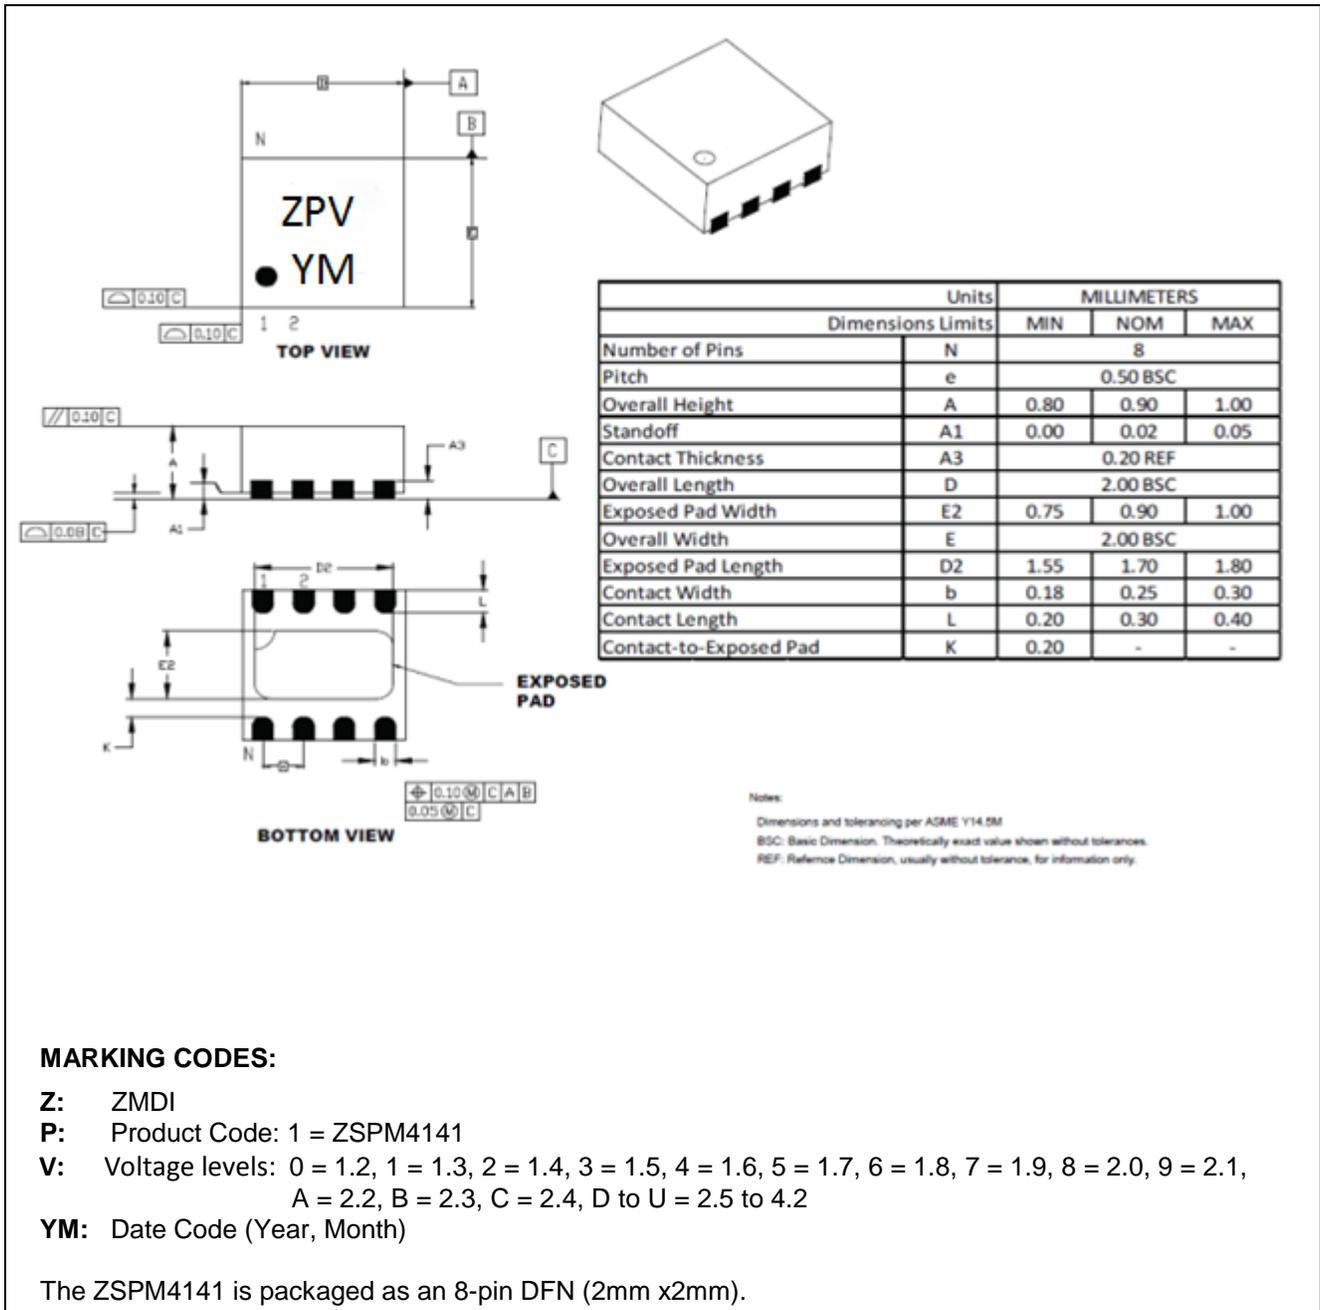 A
B
N
ZPV
YM
0.10 C
0.10 C
1 2
TOP VIEW
// 0.10 C
A
A3
C
0.08 C
A1
D2
1 2
L
E2
EXPOSED
PAD
K
N
b
0.10 Ⓜ C A B
0.05 Ⓜ C
BOTTOM VIEW
Units MILLIMETERS
Dimensions Limits MIN NOM MAX
Number of Pins N 8
Pitch e 0.50 BSC
Overall Height A 0.80 0.90 1.00
Standoff A1 0.00 0.02 0.05
Contact Thickness A3 0.20 REF
Overall Length D 2.00 BSC
Exposed Pad Width E2 0.75 0.90 1.00
Overall Width E 2.00 BSC
Exposed Pad Length D2 1.55 1.70 1.80
Contact Width b 0.18 0.25 0.30
Contact Length L 0.20 0.30 0.40
Contact-to-Exposed Pad K 0.20 - -
Notes:
Dimensions and tolerancing per ASME Y14.5M
BSC: Basic Dimension. Theoretically exact value shown without tolerances.
REF: Refernce Dimension, usually without tolerance, for information only.
MARKING CODES:
Z: ZMDI
P: Product Code: 1 = ZSPM4141
V: Voltage levels: 0 = 1.2, 1 = 1.3, 2 = 1.4, 3 = 1.5, 4 = 1.6, 5 = 1.7, 6 = 1.8, 7 = 1.9, 8 = 2.0, 9 = 2.1,
A = 2.2, B = 2.3, C = 2.4, D to U = 2.5 to 4.2
YM: Date Code (Year, Month)
The ZSPM4141 is packaged as an 8-pin DFN (2mm x2mm).